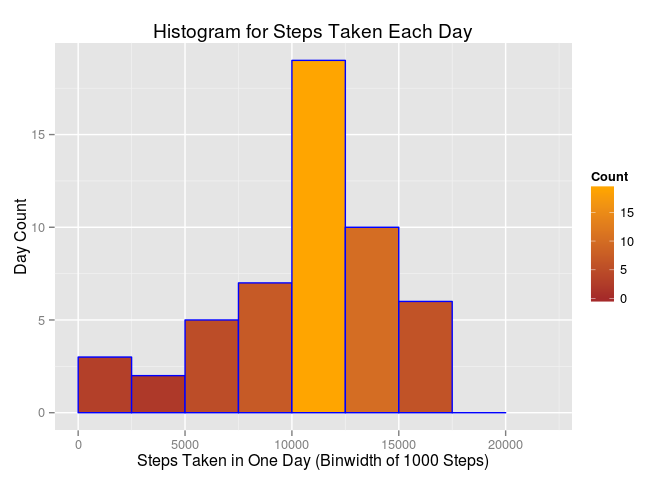 Histogram for Steps Taken Each Day
Day Count
15
10
5
0
0 5000 10000 15000 20000
Steps Taken in One Day (Binwidth of 1000 Steps)
Count
15
10
5
0